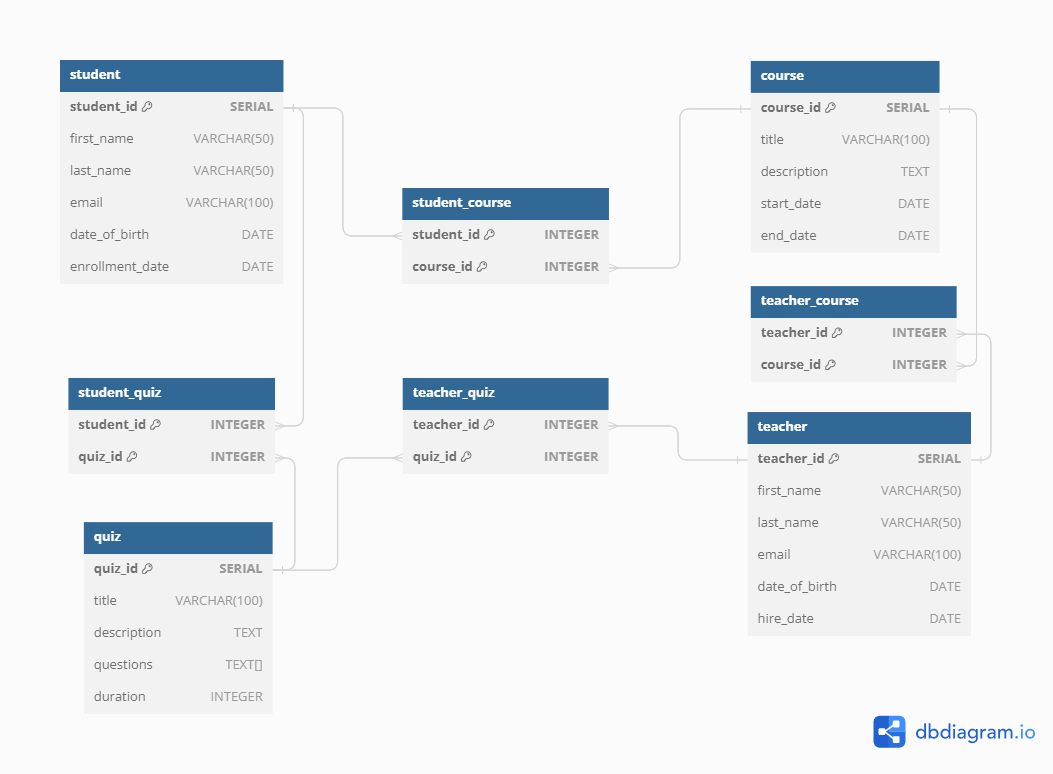 student
student_id SERIAL
first_name VARCHAR(50)
last_name VARCHAR(50)
email VARCHAR(100)
date_of_birth DATE
enrollment_date DATE
course
course_id SERIAL
title VARCHAR(100)
description TEXT
start_date DATE
end_date DATE
student_course
student_id INTEGER
course_id INTEGER
teacher_course
teacher_id INTEGER
course_id INTEGER
student_quiz
student_id INTEGER
quiz_id INTEGER
teacher_quiz
teacher_id INTEGER
quiz_id INTEGER
teacher
teacher_id SERIAL
first_name VARCHAR(50)
last_name VARCHAR(50)
email VARCHAR(100)
date_of_birth DATE
hire_date DATE
quiz
quiz_id SERIAL
title VARCHAR(100)
description TEXT
questions TEXT[]
duration INTEGER
dbdiagram.io